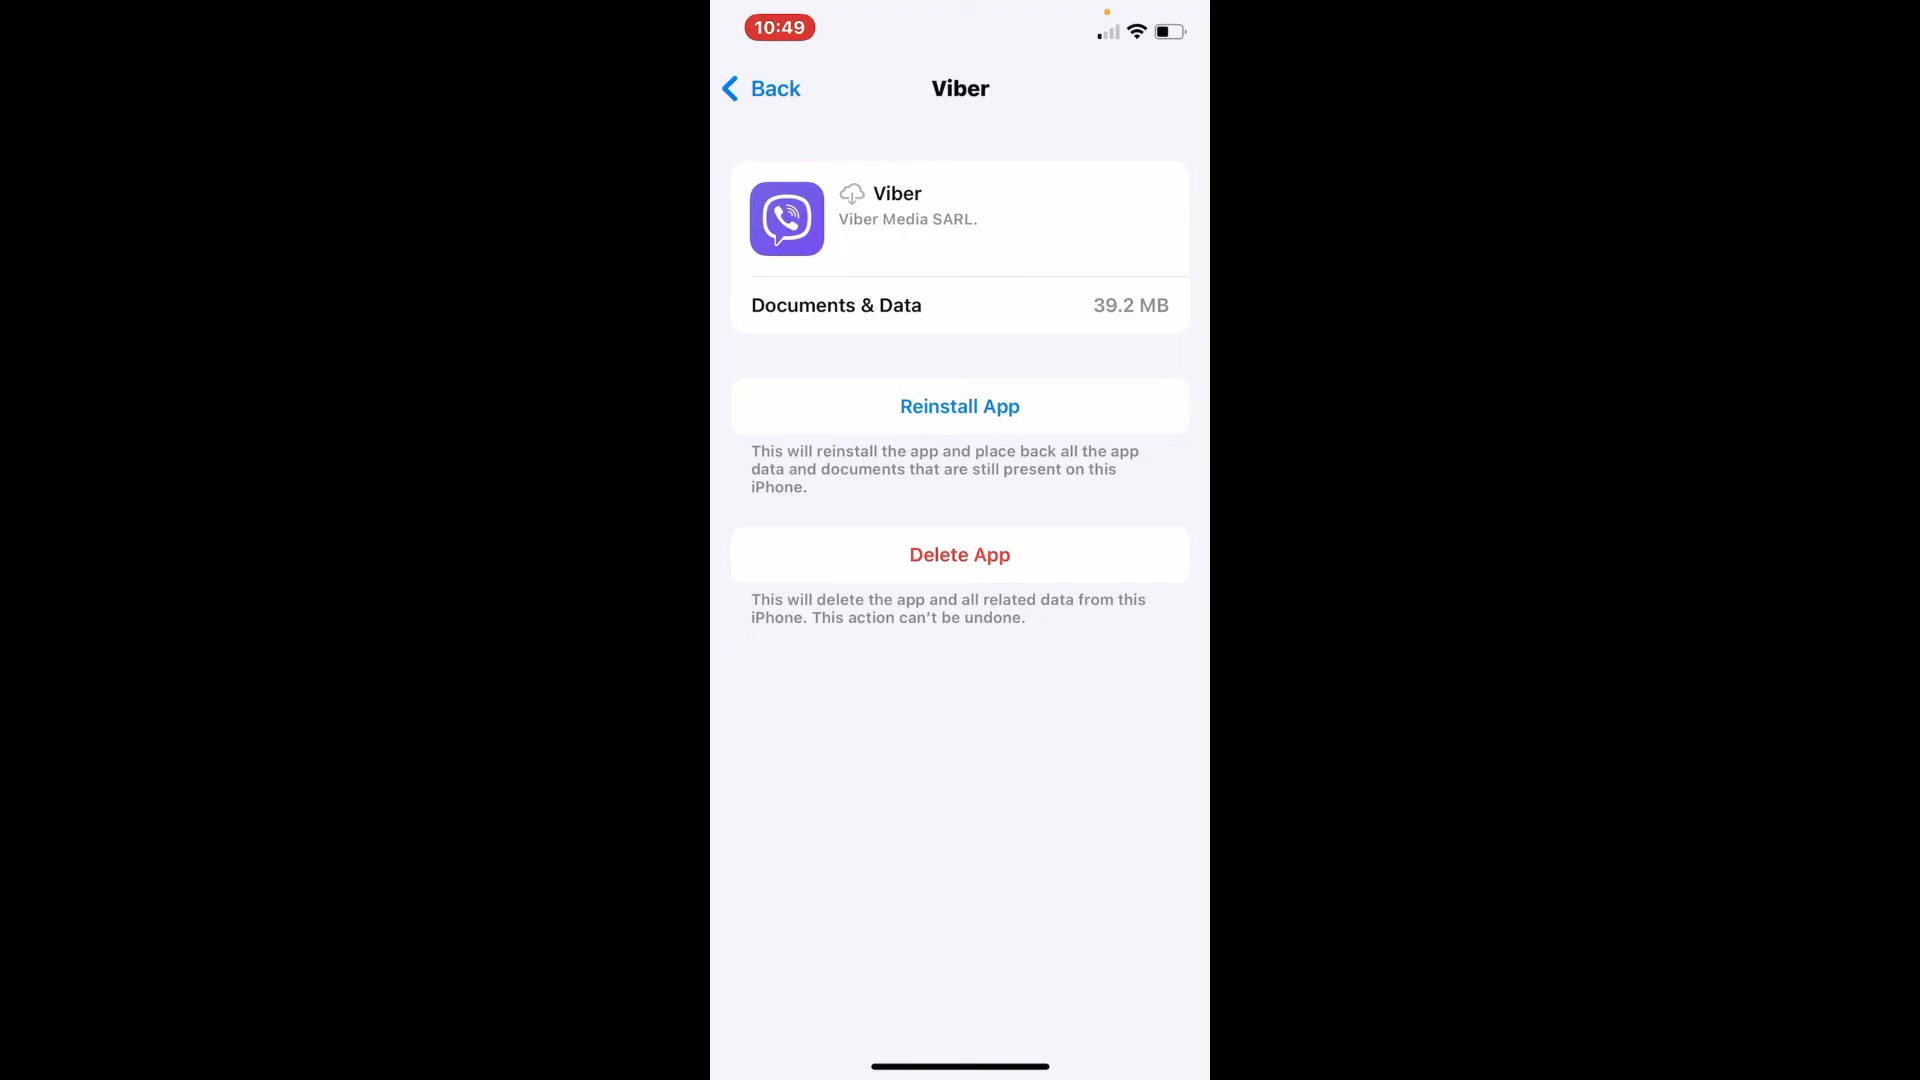 10:49
Back
Viber
Viber
Viber Media SARL.
Documents & Data 39.2 MB
Reinstall App
This will reinstall the app and place back all the app
data and documents that are still present on this
iPhone.
Delete App
This will delete the app and all related data from this
iPhone. This action can’t be undone.